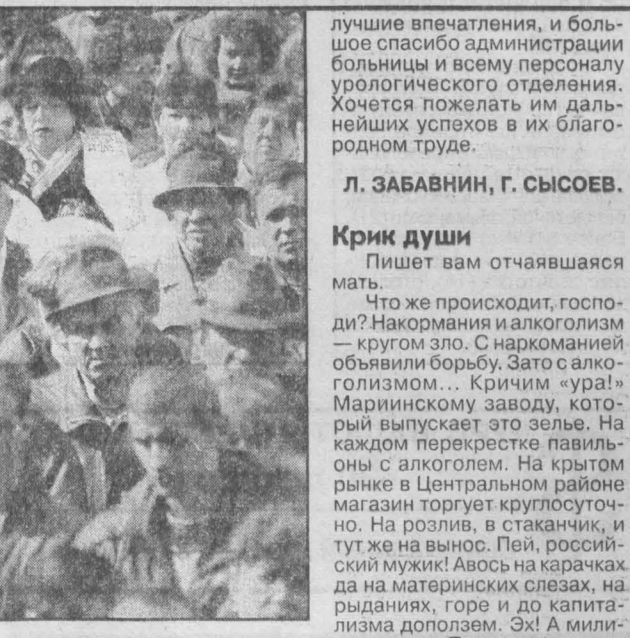 лучшие впечатления, и боль-
шое спасибо администрации
больницы и всему персоналу
урологического отделения.
Хочется пожелать им даль-
нейших успехов в их благо-
родном труде.
Л. ЗАБАВНИН, Г. СЫСОЕВ.
Крик души
Пишет вам отчаявшаяся
мать.
Что же происходит, госпо-
ди? Накормания и алкоголизм
— кругом зло. С наркоманией
объявили борьбу. Зато с алко-
голизмом... Кричим «ура!»
Мариинскому заводу, кото-
рый выпускает это зелье. На
каждом перекрестке павиль-
оны с алкоголем. На крытом
рынке в Центральном районе
магазин торгует круглосуточ-
но. На розлив, в стаканчик, и
тут же на вынос. Пей, россий-
ский мужик! Авось на карачках
да на материнских слезах, на
рыданиях, горе и до капита-
лизма доползем. Эх! А мили-